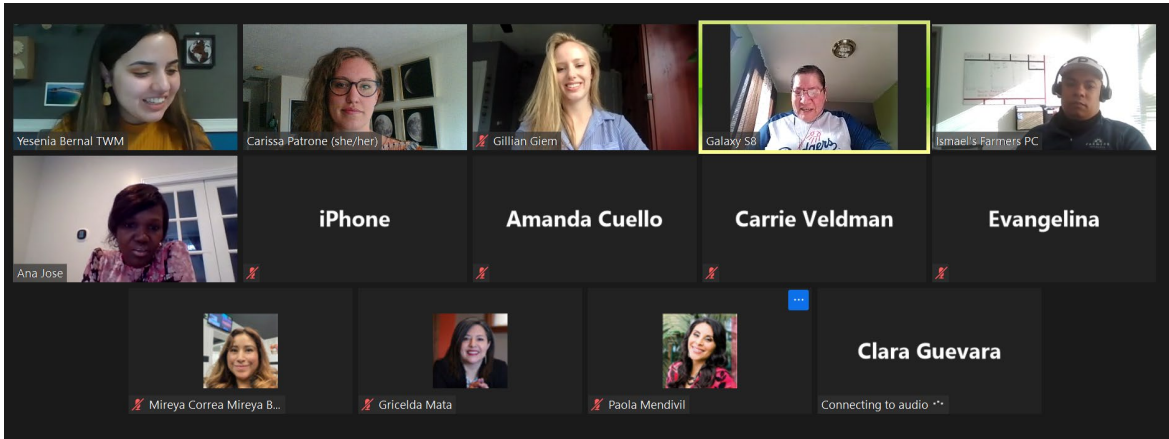 Yesenia Bernal TWM
Carissa Patrone (she/her)
Gillian Giem
Dodgers
Galaxy S8
Ismael's Farmers PC
Ana Jose
iPhone
Amanda Cuello
Carrie Veldman
Evangelina
Mireya Correa Mireya B...
Gricelda Mata
Paola Mendivil
...
Clara Guevara
Connecting to audio